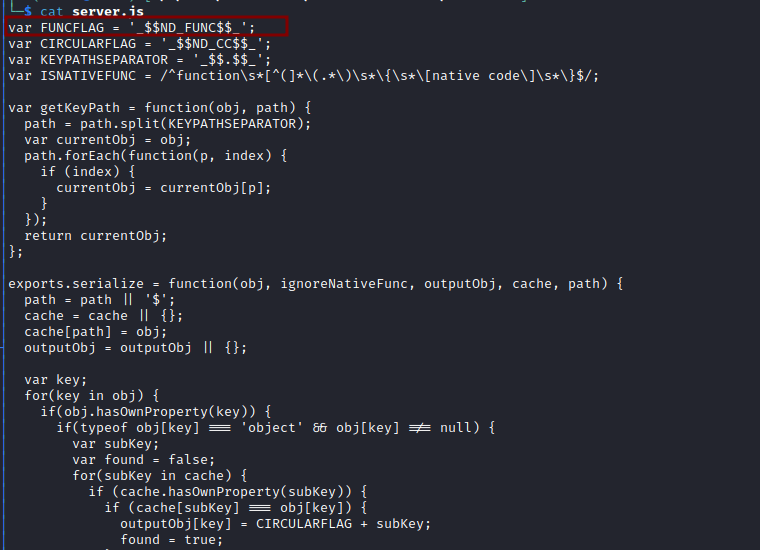 └─$ cat server.js
var FUNCFLAG = '_$$ND_FUNC$$_';
var CIRCULARFLAG = '_$$ND_CC$$_';
var KEYPATHSEPARATOR = '_$$.$$_';
var ISNATIVEFUNC = /^function\s*[^(]*\(.*\)\s*\{\s*\[native code\]\s*\}$/;

var getKeyPath = function(obj, path) {
  path = path.split(KEYPATHSEPARATOR);
  var currentObj = obj;
  path.forEach(function(p, index) {
    if (index) {
      currentObj = currentObj[p];
    }
  });
  return currentObj;
};

exports.serialize = function(obj, ignoreNativeFunc, outputObj, cache, path) {
  path = path || '$';
  cache = cache || {};
  cache[path] = obj;
  outputObj = outputObj || {};

  var key;
  for(key in obj) {
    if(obj.hasOwnProperty(key)) {
      if(typeof obj[key] === 'object' && obj[key] !== null) {
        var subKey;
        var found = false;
        for(subKey in cache) {
          if (cache.hasOwnProperty(subKey)) {
            if (cache[subKey] === obj[key]) {
              outputObj[key] = CIRCULARFLAG + subKey;
              found = true;